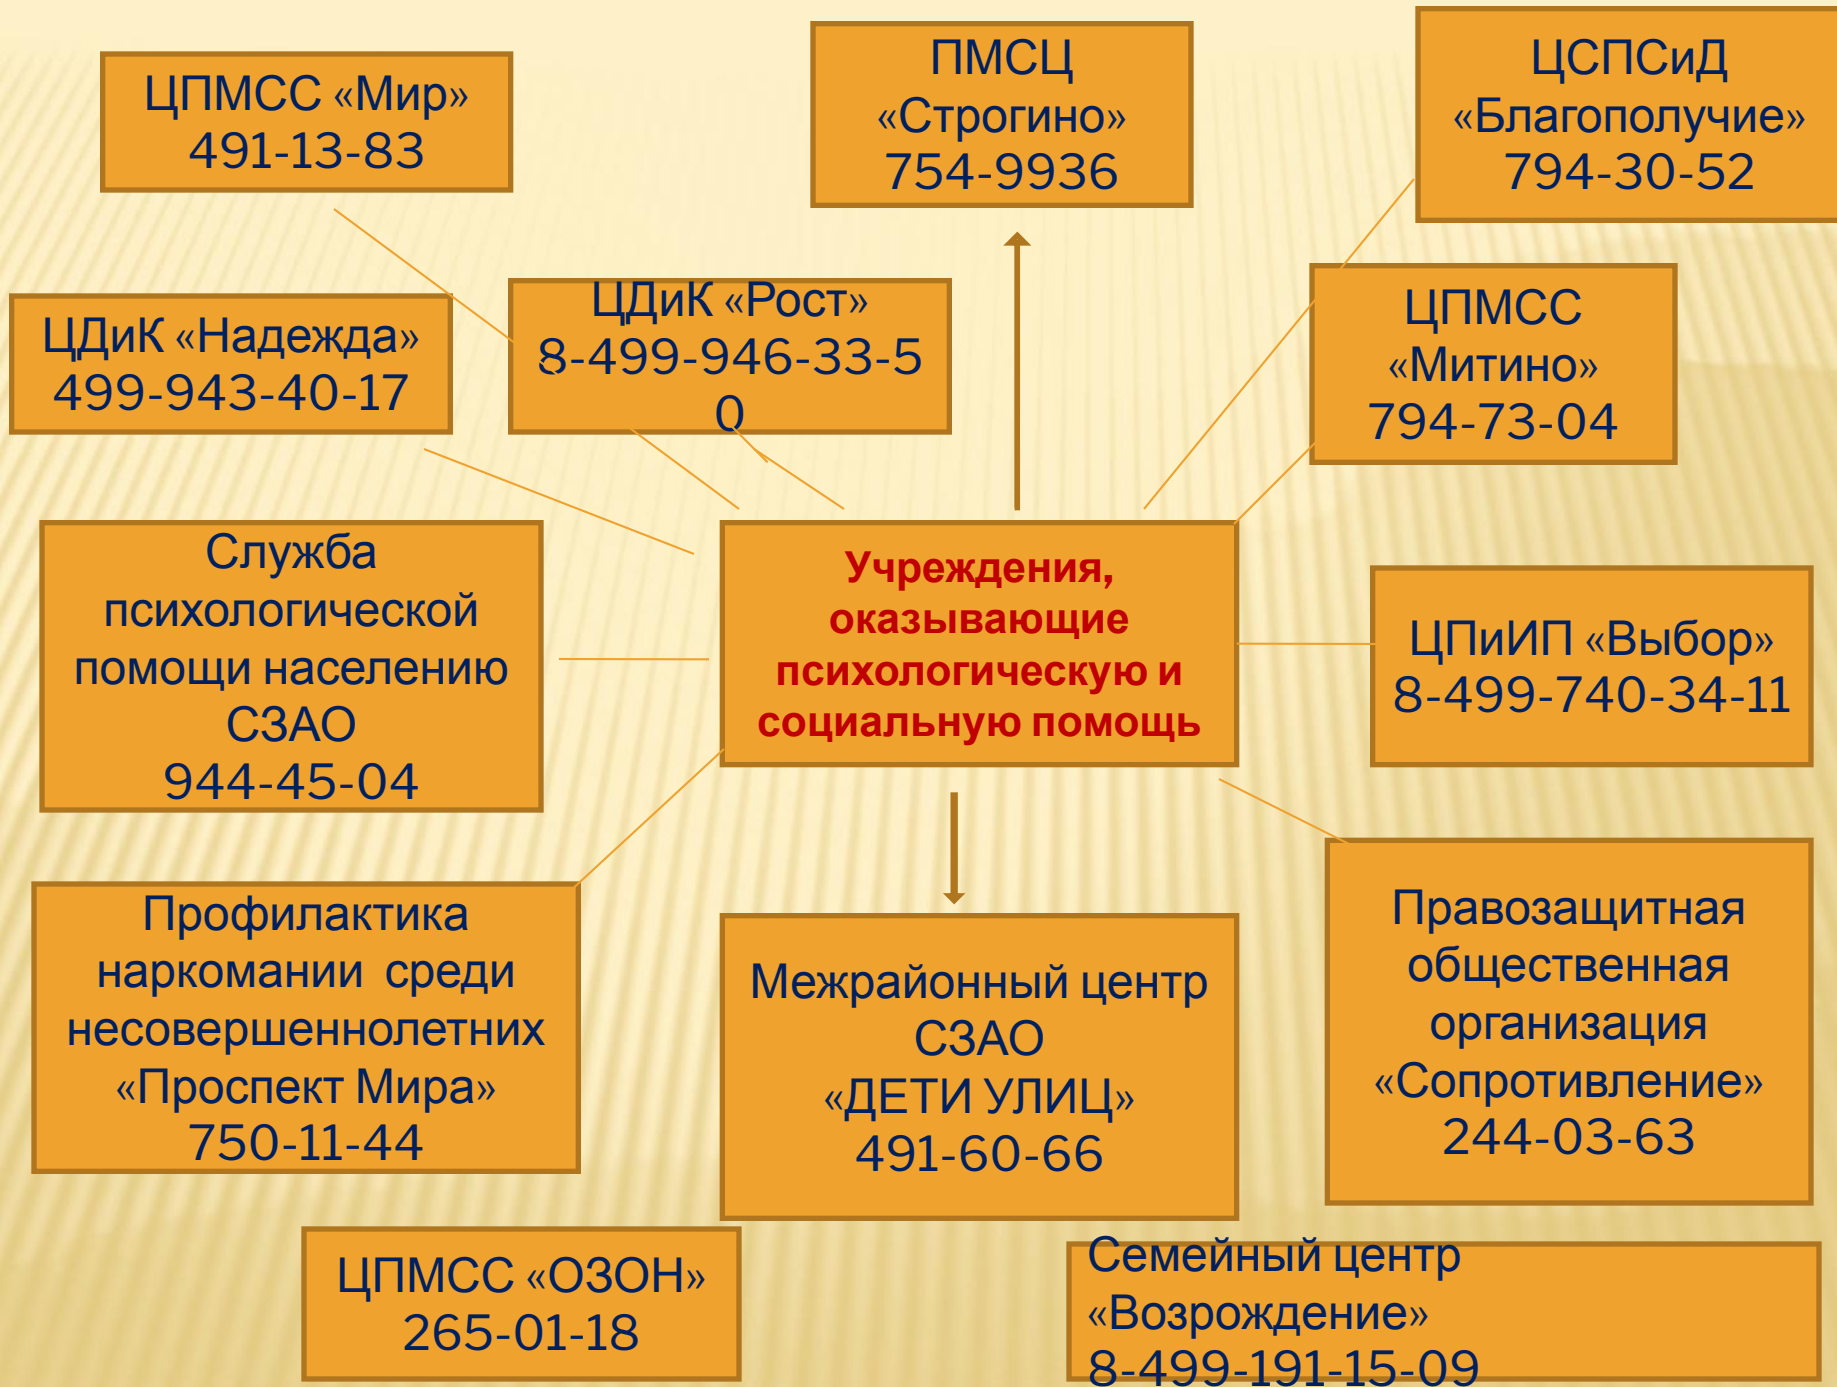 ЦПМСС «Мир»
491-13-83
ПМСЦ
«Строгино»
754-9936
ЦСПСиД
«Благополучие»
794-30-52
ЦДиК «Надежда»
499-943-40-17
ЦДиК «Рост»
8-499-946-33-5
0
ЦПМСС
«Митино»
794-73-04
Служба
психологической
помощи населению
СЗАО
944-45-04
Учреждения,
оказывающие
психологическую и
социальную помощь
ЦПиИП «Выбор»
8-499-740-34-11
Профилактика
наркомании  среди
несовершеннолетних
«Проспект Мира»
750-11-44
Межрайонный центр
СЗАО
«ДЕТИ УЛИЦ»
491-60-66
Правозащитная
общественная
организация
«Сопротивление»
244-03-63
ЦПМСС «ОЗОН»
265-01-18
Семейный центр
«Возрождение»
8-499-191-15-09